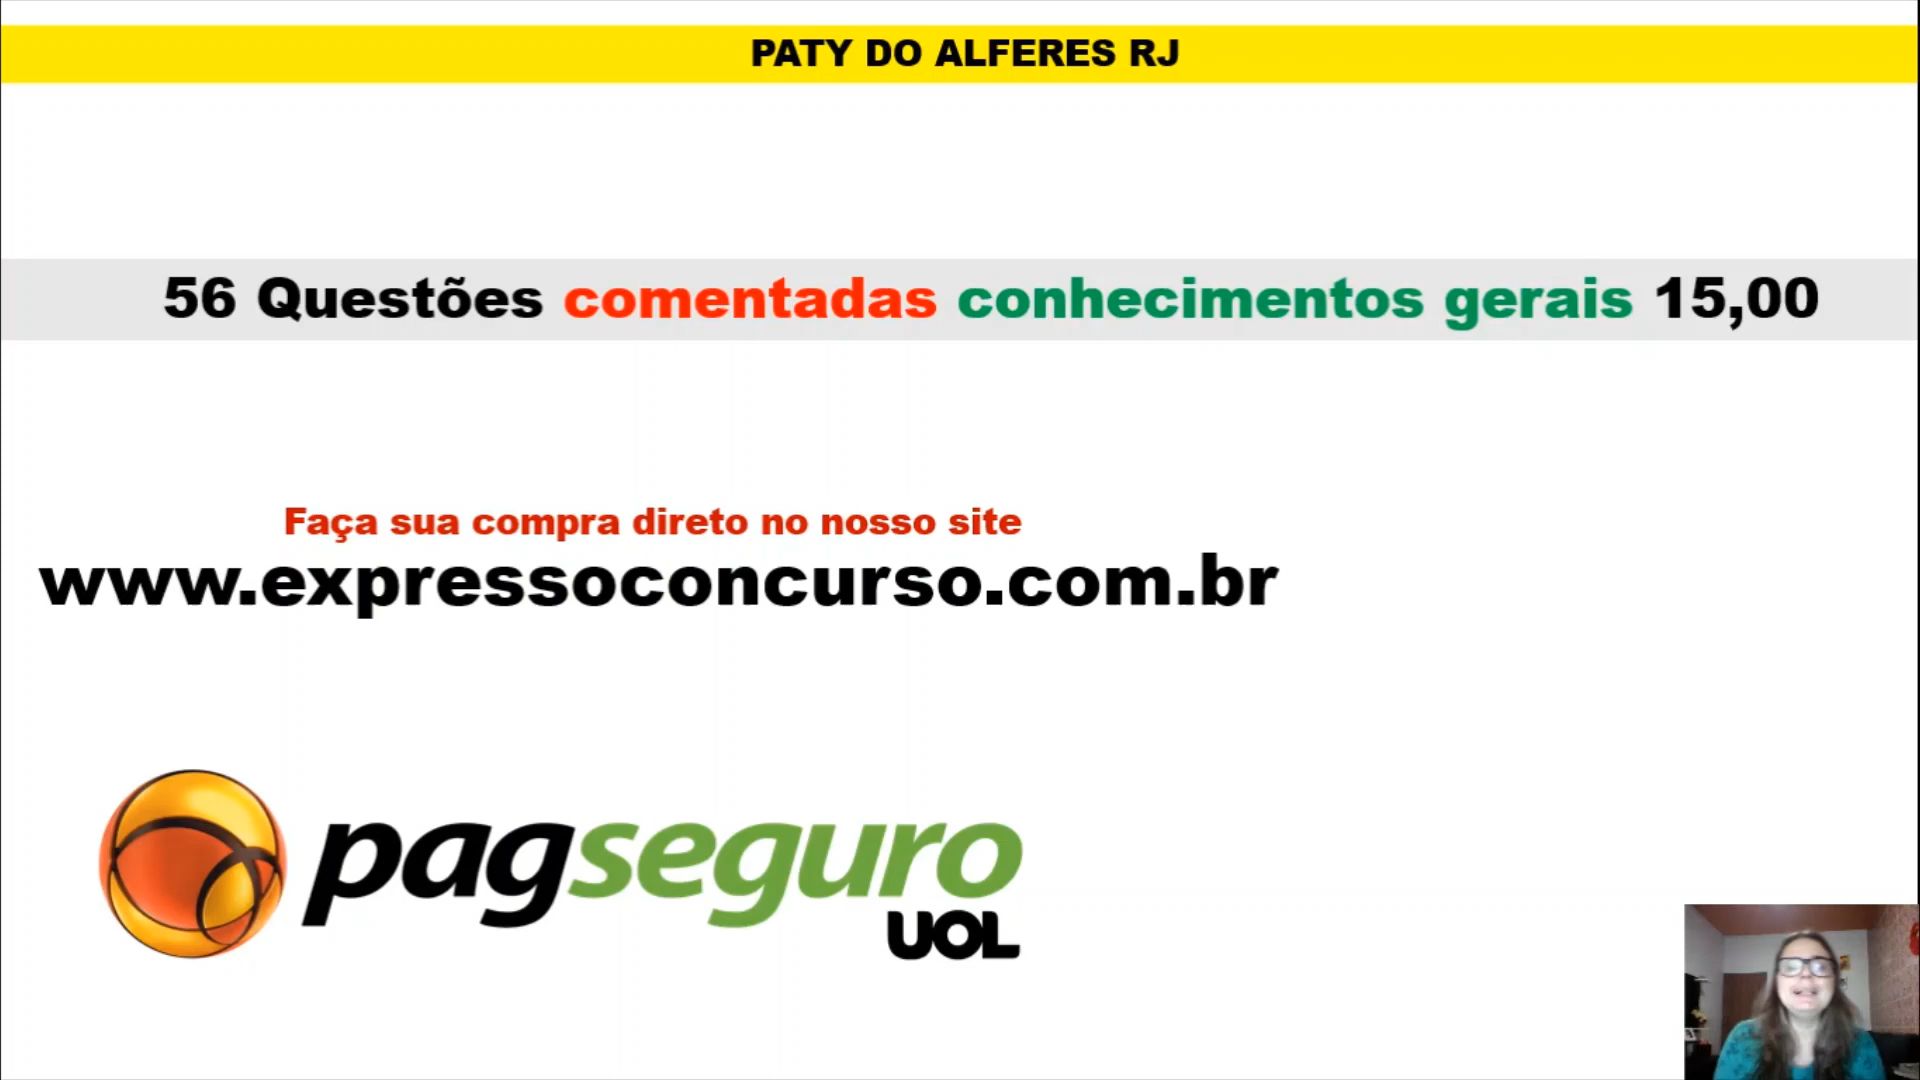 PATY DO ALFERES RJ
56 Questões comentadas conhecimentos gerais 15,00
Faça sua compra direto no nosso site
www.expressoconcurso.com.br
pagseguro
UOL